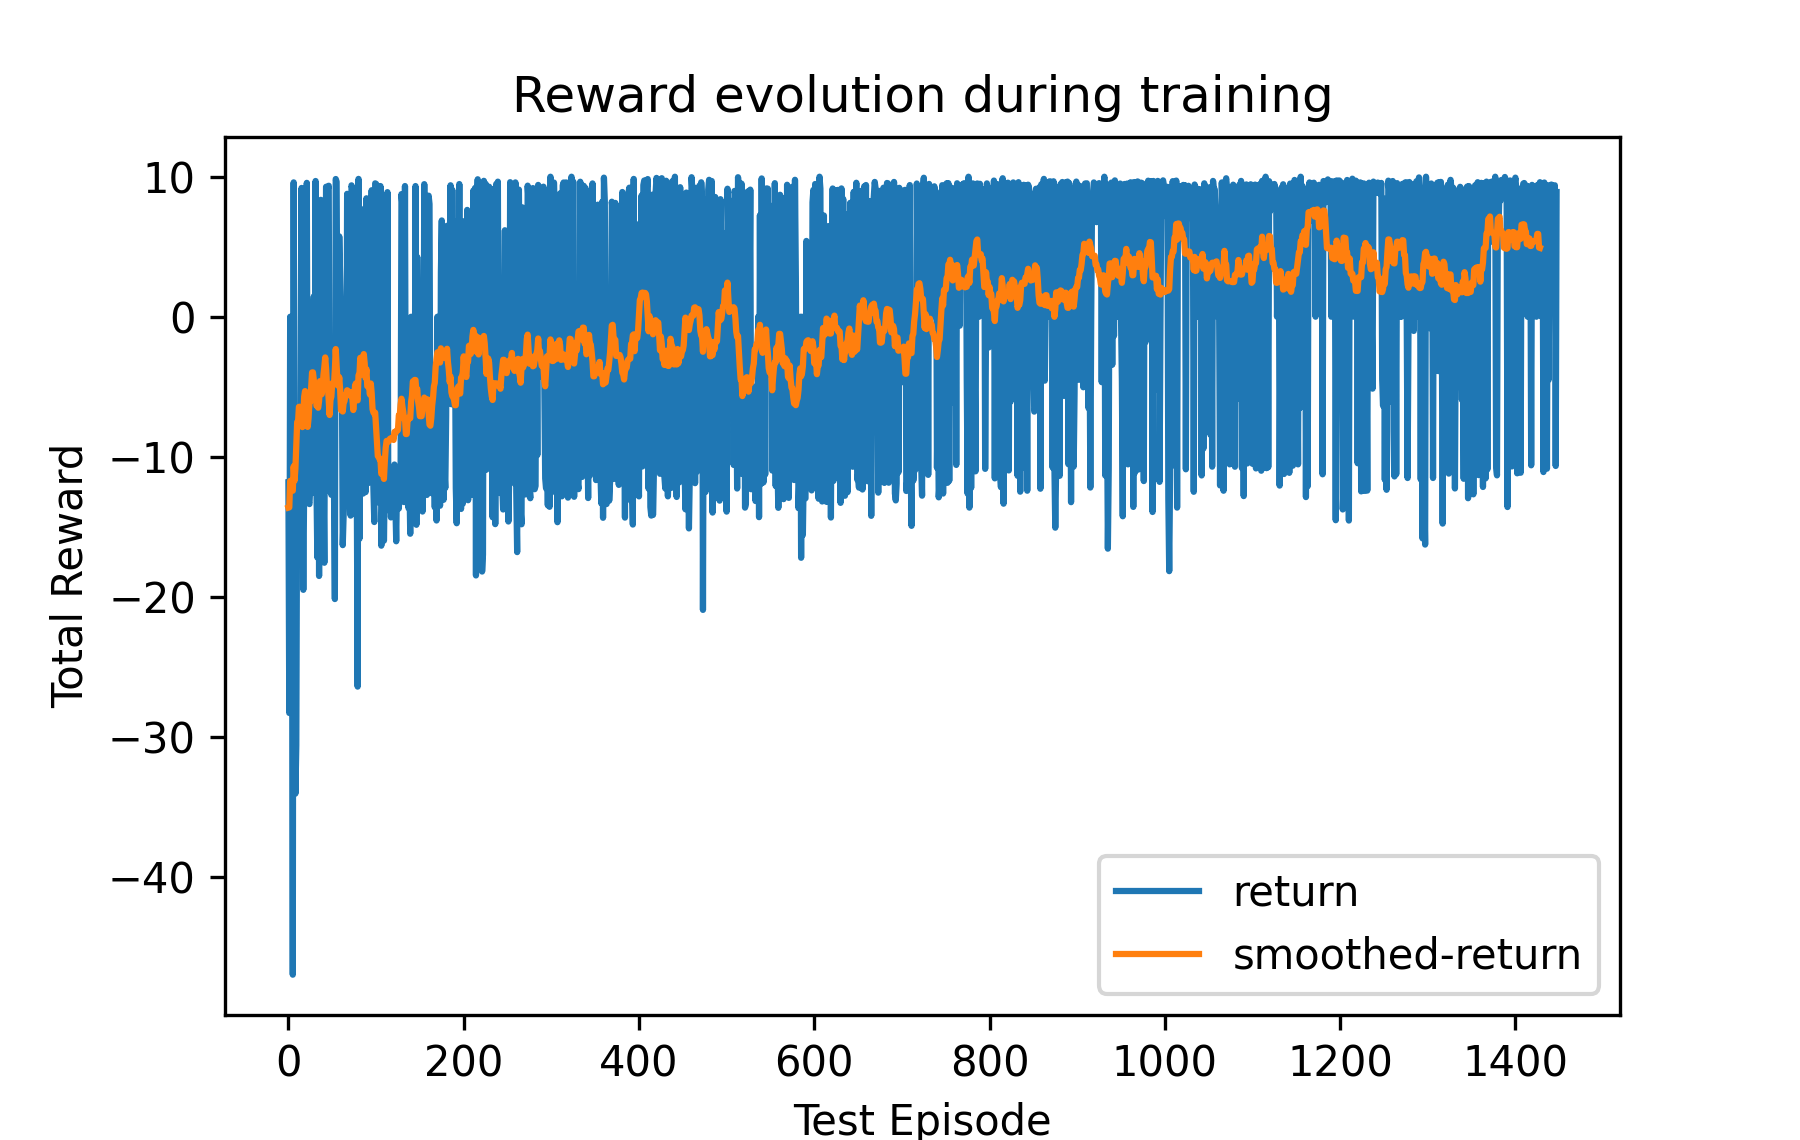 Reward evolution during training
Total Reward
10
0
−10
−20
−30
−40
return
smoothed-return
0 200 400 600 800 1000 1200 1400
Test Episode